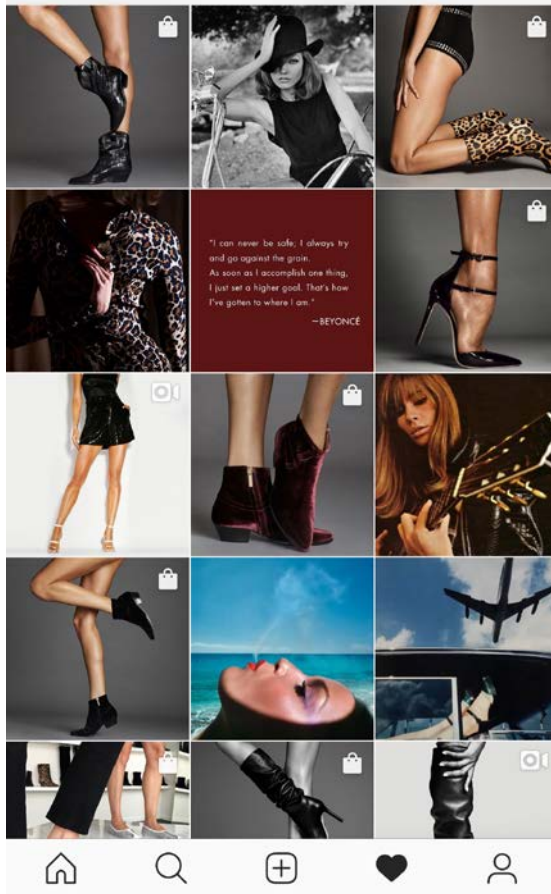 "I can never be safe; I always try
and go against the grain.
As soon as I accomplish one thing,
I just set a higher goal. That's how
I've gotten to where I am."
—BEYONCÉ